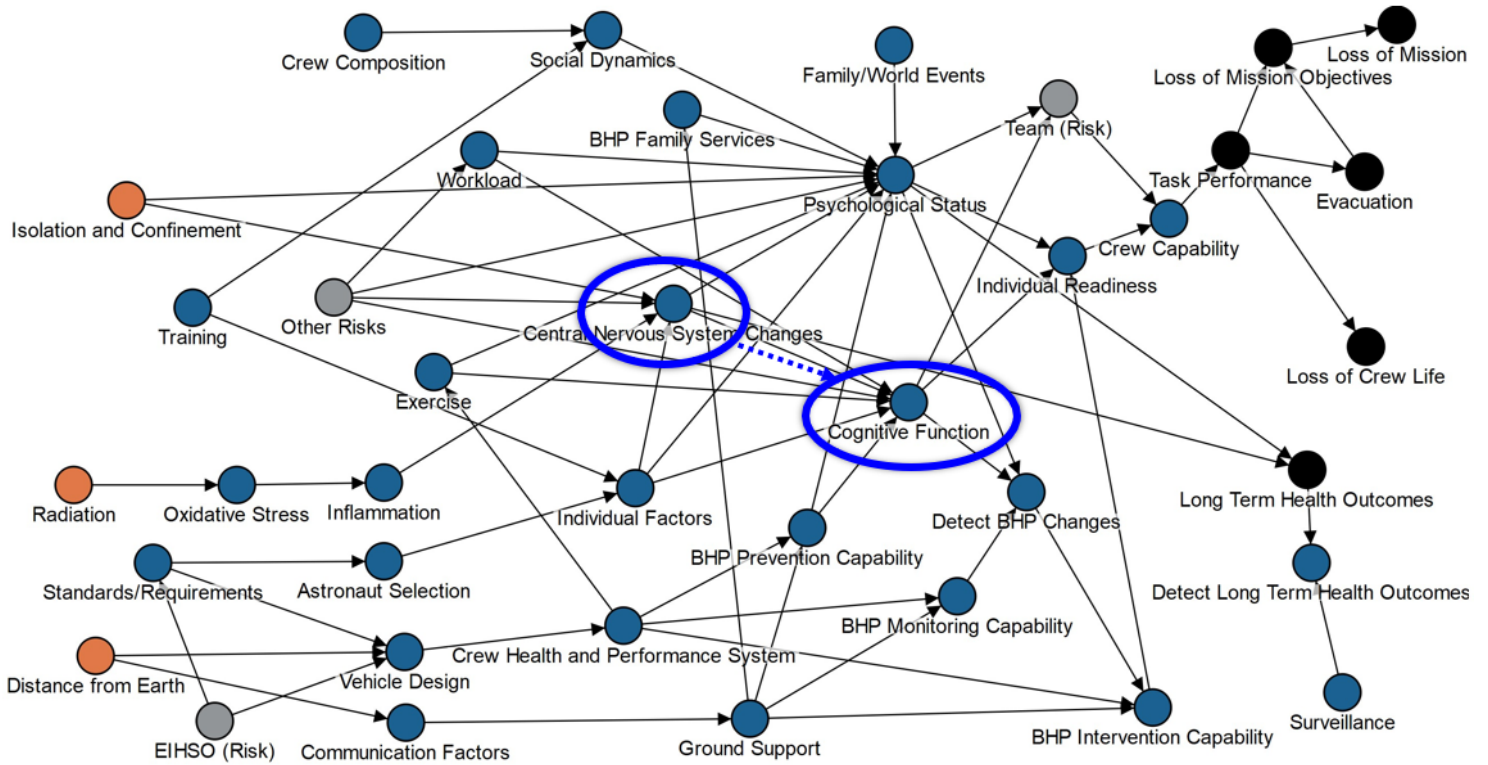 Crew Composition
Social Dynamics
Family/World Events
Loss of Mission
Loss of Mission Objectives
BHP Family Services
Team (Risk)
Workload
Task Performance
Evacuation
Psychological Status
Isolation and Confinement
Crew Capability
Individual Readiness
Training
Other Risks
Central Nervous System Changes
Loss of Crew Life
Exercise
Cognitive Function
Radiation
Oxidative Stress
Inflammation
Individual Factors
Detect BHP Changes
Long Term Health Outcomes
BHP Prevention Capability
Standards/Requirements
Astronaut Selection
Detect Long Term Health Outcomes
BHP Monitoring Capability
Crew Health and Performance System
Distance from Earth
Vehicle Design
Surveillance
EIHSO (Risk)
Communication Factors
Ground Support
BHP Intervention Capability